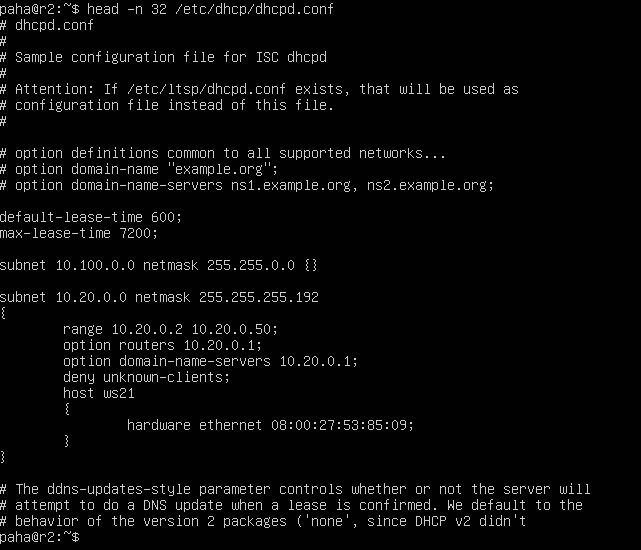 paha@r2:~$ head -n 32 /etc/dhcp/dhcpd.conf
# dhcpd.conf
#
# Sample configuration file for ISC dhcpd
#
# Attention: If /etc/ltsp/dhcpd.conf exists, that will be used as
# configuration file instead of this file.
#
# option definitions common to all supported networks...
# option domain-name "example.org";
# option domain-name-servers ns1.example.org, ns2.example.org;
default-lease-time 600;
max-lease-time 7200;
subnet 10.100.0.0 netmask 255.255.0.0 {}
subnet 10.20.0.0 netmask 255.255.255.192
{
range 10.20.0.2 10.20.0.50;
option routers 10.20.0.1;
option domain-name-servers 10.20.0.1;
deny unknown-clients;
host ws21
{
hardware ethernet 08:00:27:53:85:09;
}
}
# The ddns-updates-style parameter controls whether or not the server will
# attempt to do a DNS update when a lease is confirmed. We default to the
# behavior of the version 2 packages ('none', since DHCP v2 didn't
paha@r2:~$